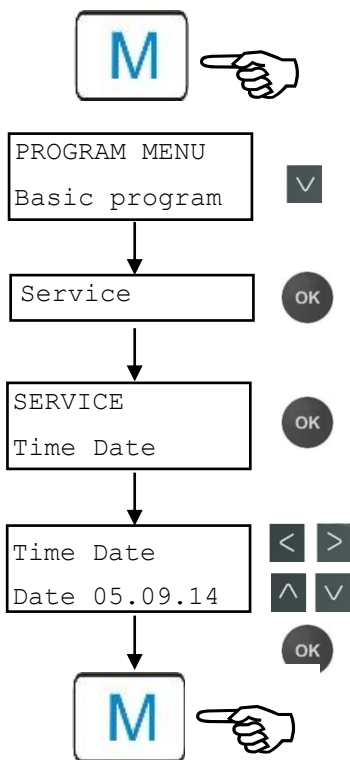 M
PROGRAM MENU
Basic program
Service
OK
SERVICE
Time Date
OK
Time Date
Date 05.09.14
OK
M